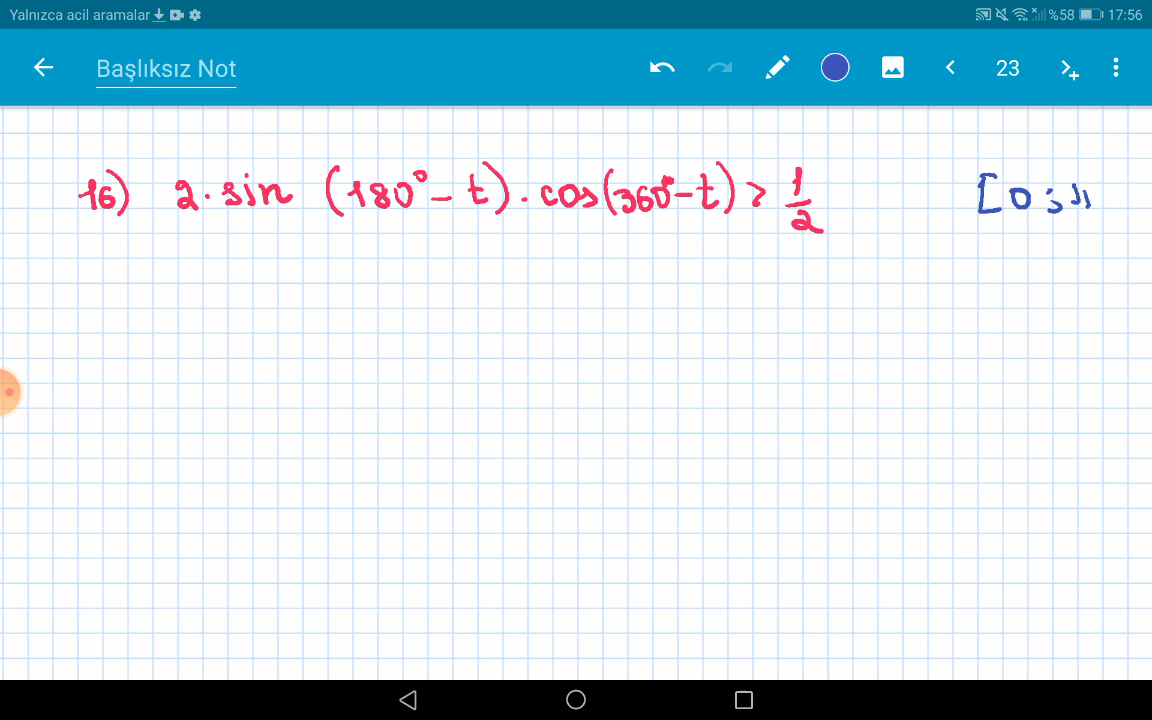 Yalnızca acil aramalar %58 17:56
Başlıksız Not 23
16) 2·sin (180°-t)·cos(360°-t)> 1/2 [0;